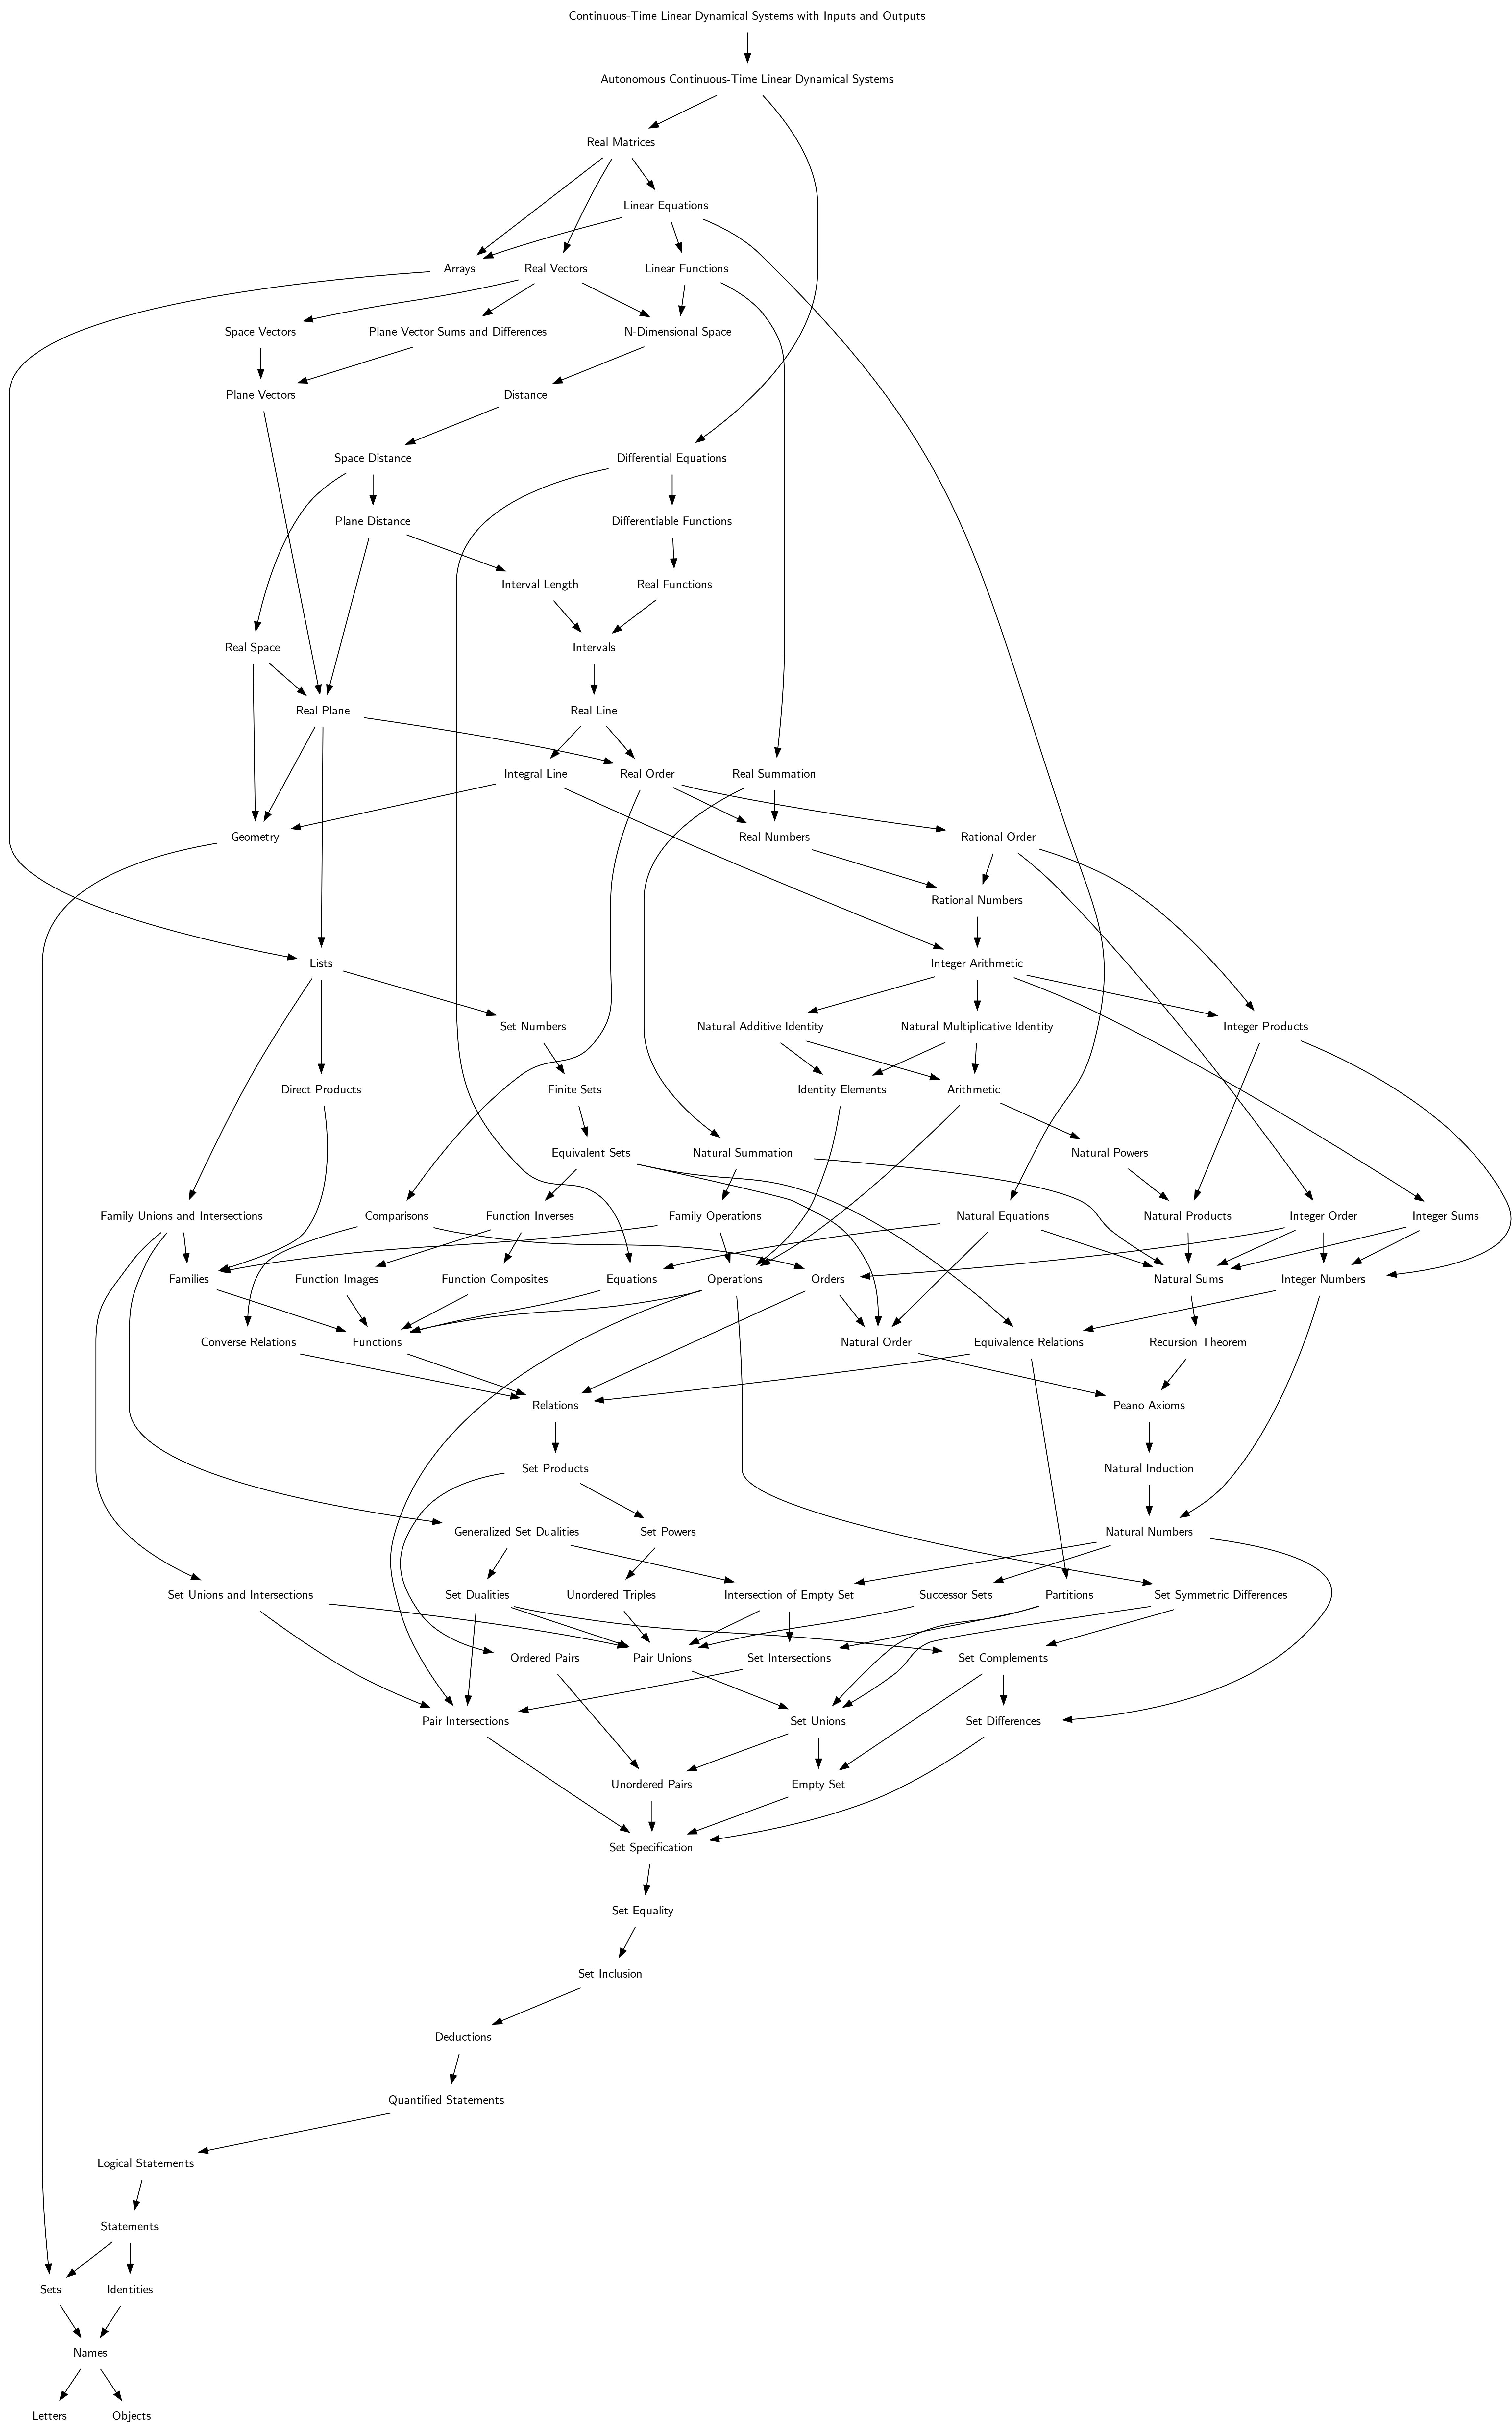 Continuous-Time Linear Dynamical Systems with Inputs and Outputs
Autonomous Continuous-Time Linear Dynamical Systems
Real Matrices
Linear Equations
Arrays
Real Vectors
Linear Functions
Space Vectors
Plane Vector Sums and Differences
N-Dimensional Space
Plane Vectors
Distance
Space Distance
Differential Equations
Plane Distance
Differentiable Functions
Interval Length
Real Functions
Real Space
Intervals
Real Plane
Real Line
Integral Line
Real Order
Real Summation
Geometry
Real Numbers
Rational Order
Rational Numbers
Lists
Integer Arithmetic
Set Numbers
Natural Additive Identity
Natural Multiplicative Identity
Integer Products
Direct Products
Finite Sets
Identity Elements
Arithmetic
Equivalent Sets
Natural Summation
Natural Powers
Family Unions and Intersections
Comparisons
Function Inverses
Family Operations
Natural Equations
Natural Products
Integer Order
Integer Sums
Families
Function Images
Function Composites
Equations
Operations
Orders
Natural Sums
Integer Numbers
Converse Relations
Functions
Natural Order
Equivalence Relations
Recursion Theorem
Relations
Peano Axioms
Set Products
Natural Induction
Generalized Set Dualities
Set Powers
Natural Numbers
Set Unions and Intersections
Set Dualities
Unordered Triples
Intersection of Empty Set
Successor Sets
Partitions
Set Symmetric Differences
Ordered Pairs
Pair Unions
Set Intersections
Set Complements
Pair Intersections
Set Unions
Set Differences
Unordered Pairs
Empty Set
Set Specification
Set Equality
Set Inclusion
Deductions
Quantified Statements
Logical Statements
Statements
Sets
Identities
Names
Letters
Objects